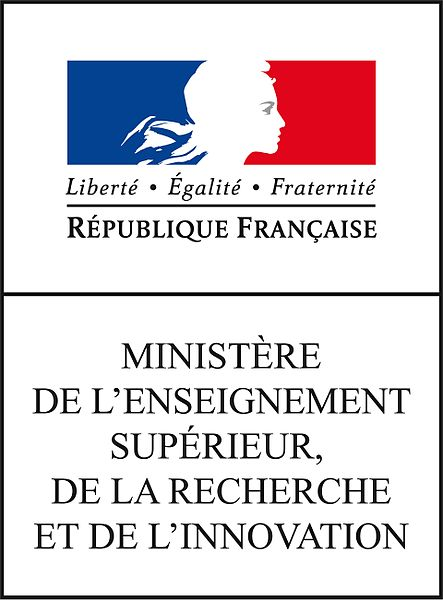 Liberté • Égalité • Fraternité
RÉPUBLIQUE FRANÇAISE
MINISTÈRE
DE L’ENSEIGNEMENT
SUPÉRIEUR,
DE LA RECHERCHE
ET DE L’INNOVATION